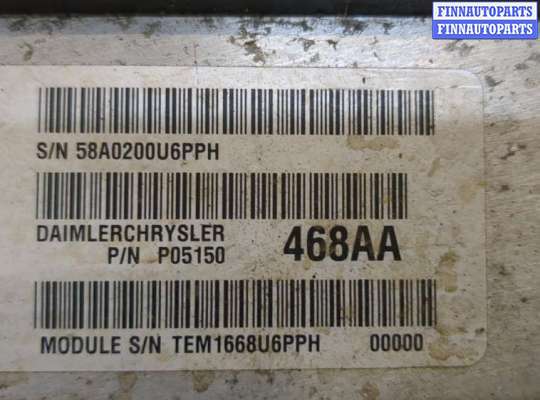 FINNAUTOPARTS
FINNAUTOPARTS
S/N 58A0200U6PPH
DAIMLERCHRYSLER 468AA
P/N P05150
MODULE S/N TEM1668U6PPH 00000